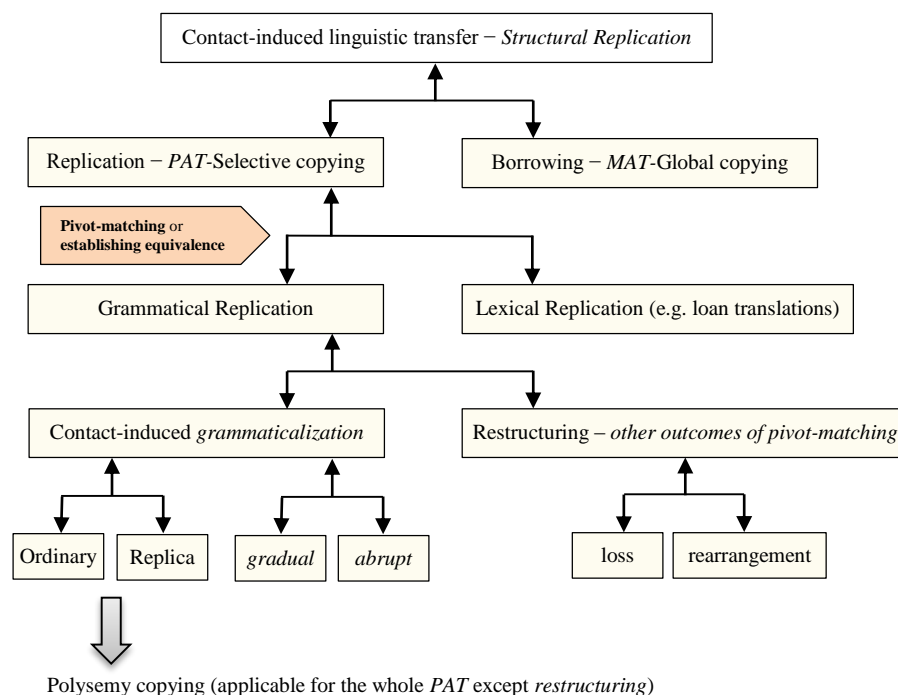 Contact-induced linguistic transfer − Structural Replication
Replication − PAT-Selective copying
Borrowing − MAT-Global copying
Pivot-matching or
establishing equivalence
Grammatical Replication
Lexical Replication (e.g. loan translations)
Contact-induced grammaticalization
Restructuring – other outcomes of pivot-matching
Ordinary
Replica
gradual
abrupt
loss
rearrangement
Polysemy copying (applicable for the whole PAT except restructuring)